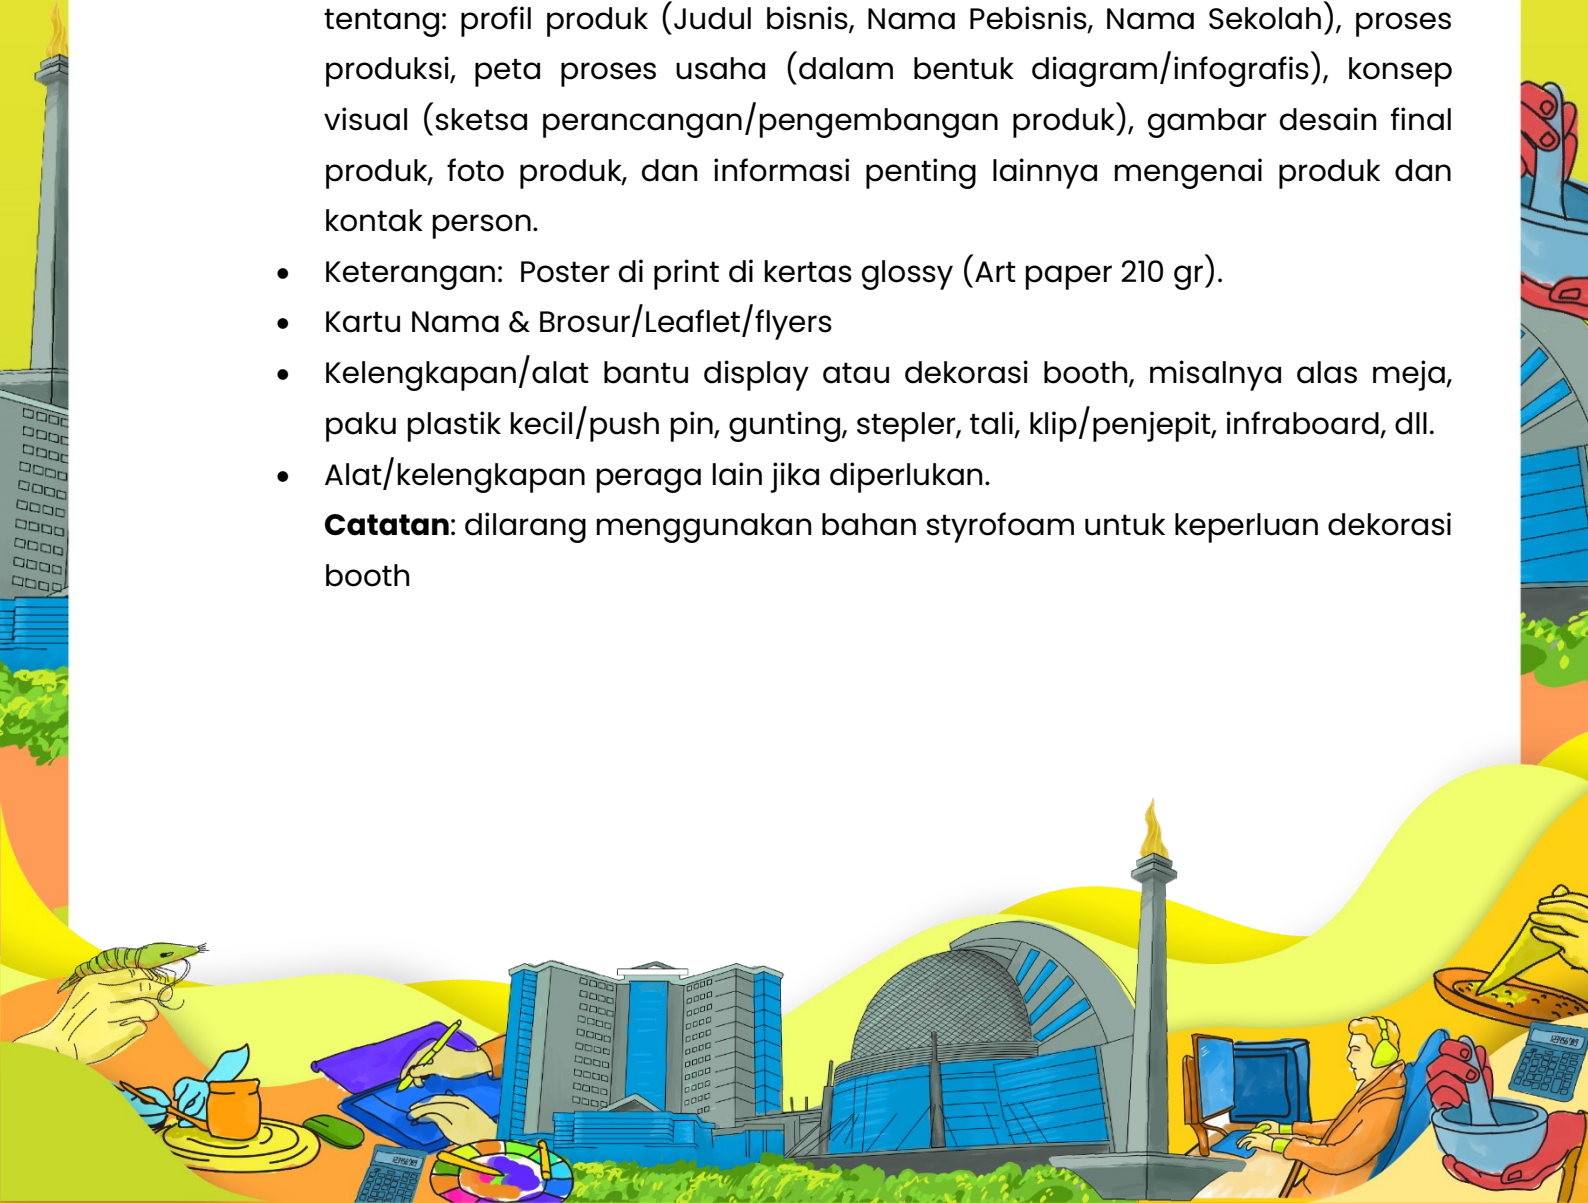 tentang: profil produk (Judul bisnis, Nama Pebisnis, Nama Sekolah), proses
produksi, peta proses usaha (dalam bentuk diagram/infografis), konsep
visual (sketsa perancangan/pengembangan produk), gambar desain final
produk, foto produk, dan informasi penting lainnya mengenai produk dan
kontak person.
• Keterangan:  Poster di print di kertas glossy (Art paper 210 gr).
• Kartu Nama & Brosur/Leaflet/flyers
• Kelengkapan/alat bantu display atau dekorasi booth, misalnya alas meja,
paku plastik kecil/push pin, gunting, stepler, tali, klip/penjepit, infraboard, dll.
• Alat/kelengkapan peraga lain jika diperlukan.
Catatan: dilarang menggunakan bahan styrofoam untuk keperluan dekorasi
booth